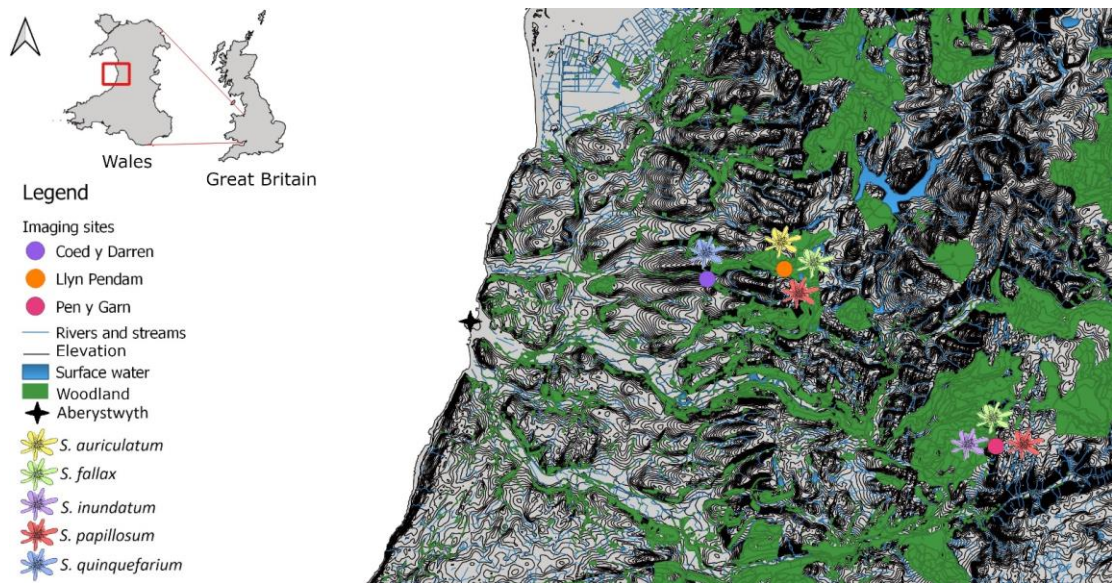 Wales
Great Britain
Legend
Imaging sites
Coed y Darren
Llyn Pendam
Pen y Garn
Rivers and streams
Elevation
Surface water
Woodland
Aberystwyth
S. auriculatum
S. fallax
S. inundatum
S. papillosum
S. quinquefarium